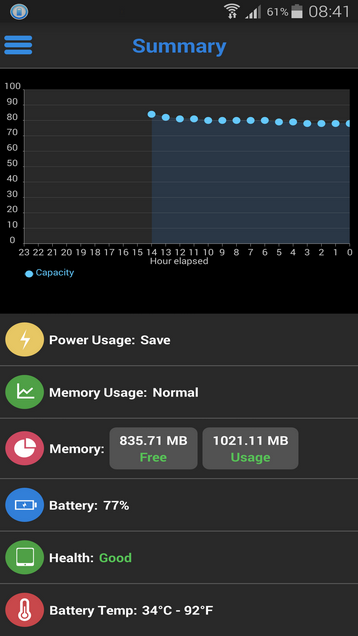 61% 08:41
Summary
100
90
80
70
60
50
40
30
20
10
0
23 22 21 20 19 18 17 16 15 14 13 12 11 10 9 8 7 6 5 4 3 2 1 0
Hour elapsed
Capacity
Power Usage: Save
Memory Usage: Normal
Memory: 835.71 MB 1021.11 MB
Free Usage
Battery: 77%
Health: Good
Battery Temp: 34°C - 92°F